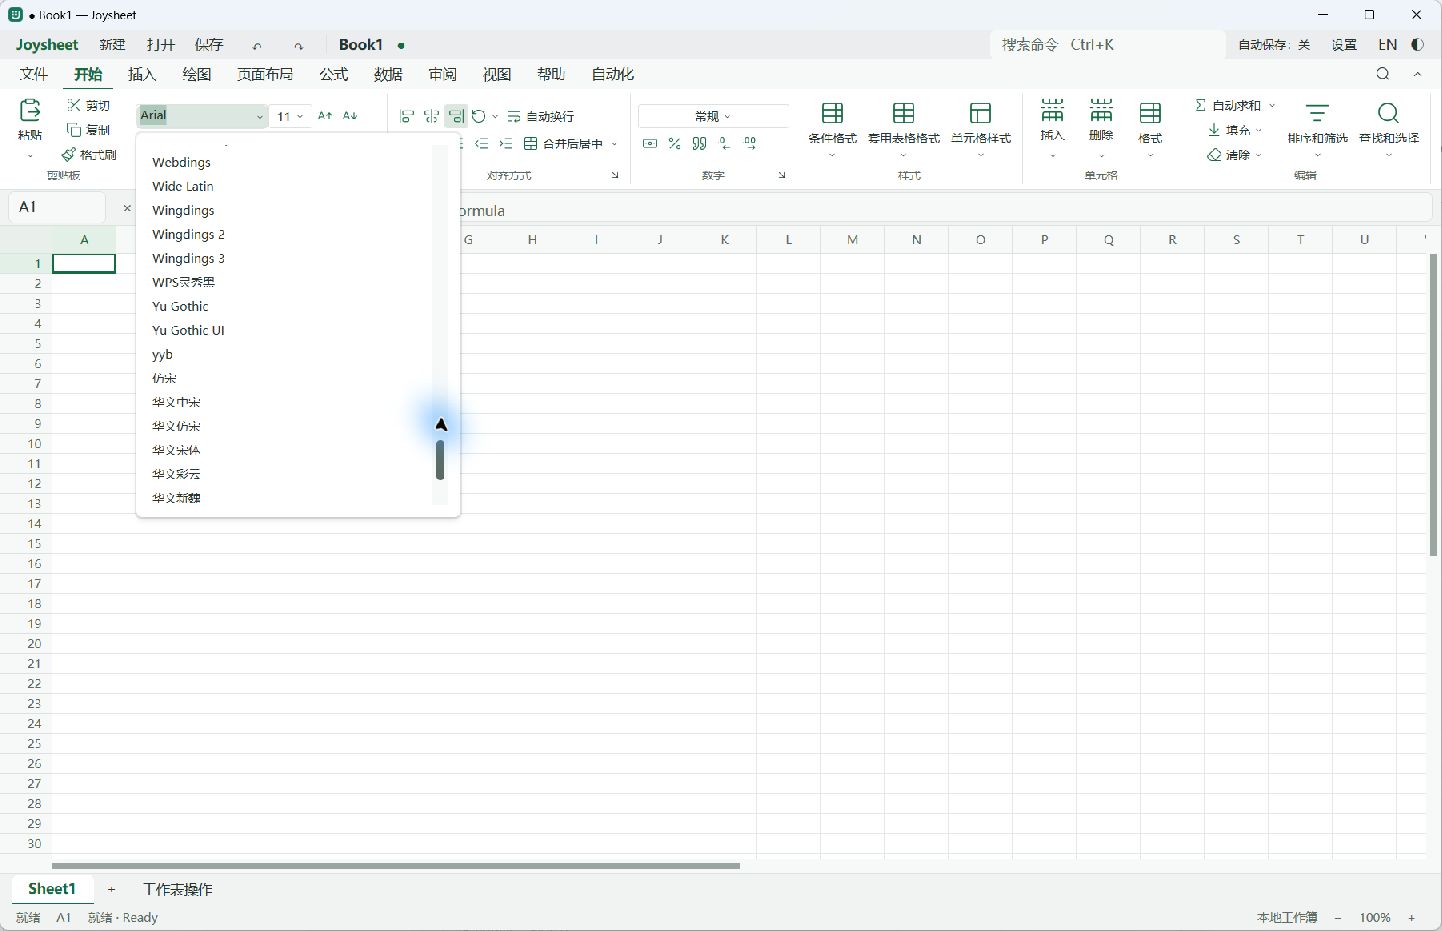 ● Book1 — Joysheet
Joysheet 新建 打开 保存 Book1 ● 搜索命令 Ctrl+K 自动保存: 关 设置 EN
文件 开始 插入 绘图 页面布局 公式 数据 审阅 视图 帮助 自动化
粘贴 剪切 复制 格式刷
剪贴板
Arial 11
自动换行
合并后居中
对齐方式
常规
数字
条件格式 套用表格格式 单元格样式
样式
插入 删除 格式
单元格
自动求和
填充
清除
排序和筛选 查找和选择
编辑
A1 × ormula
Webdings
Wide Latin
Wingdings
Wingdings 2
Wingdings 3
WPS灵秀黑
Yu Gothic
Yu Gothic UI
yyb
仿宋
华文中宋
华文仿宋
华文宋体
华文彩云
华文新魏
A G H I J K L M N O P Q R S T U
1
2
3
4
5
6
7
8
9
10
11
12
13
14
15
16
17
18
19
20
21
22
23
24
25
26
27
28
29
30
Sheet1 + 工作表操作
就绪 A1 就绪 · Ready 本地工作簿 − 100% +